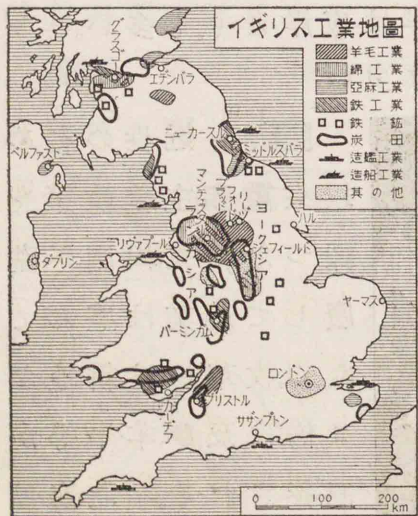 イギリス工業地圖
羊毛工業
綿工業
亞麻工業
鉄工業
鉄鉱
炭田
造艦工業
造船工業
其の他
グラスゴー
エヂンバラ
ニューカースル
ミットルスバラ
ベルファスト
ダブリン
リヴァプール
マンチェスター
ブラッドフォード
リーヅ
ヨークシア
ランカシア
ハル
シェフィールド
ヤーマス
バーミンガム
ロンドン
カーヂフ
ブリストル
サザンプトン
0 100 200
km